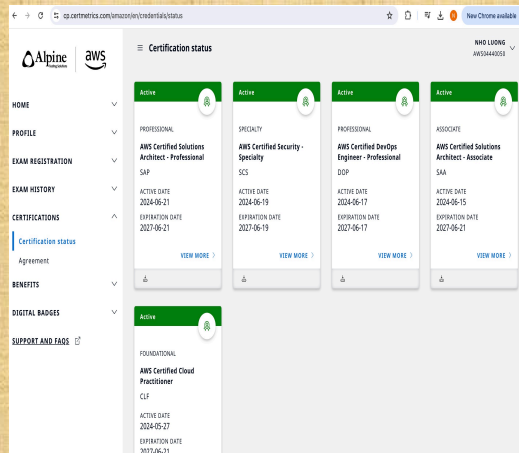 cp.certmetrics.com/amazon/en/credentials/status
New Chrome available
Alpine
Testing Solutions
aws
Certification status
NHO LUONG
AWS04440050
HOME
PROFILE
EXAM REGISTRATION
EXAM HISTORY
CERTIFICATIONS
Certification status
Agreement
BENEFITS
DIGITAL BADGES
SUPPORT AND FAQS
Active
PROFESSIONAL
AWS Certified Solutions
Architect - Professional
SAP
ACTIVE DATE
2024-06-21
EXPIRATION DATE
2027-06-21
VIEW MORE
Active
SPECIALTY
AWS Certified Security -
Specialty
SCS
ACTIVE DATE
2024-06-19
EXPIRATION DATE
2027-06-19
VIEW MORE
Active
PROFESSIONAL
AWS Certified DevOps
Engineer - Professional
DOP
ACTIVE DATE
2024-06-17
EXPIRATION DATE
2027-06-17
VIEW MORE
Active
ASSOCIATE
AWS Certified Solutions
Architect - Associate
SAA
ACTIVE DATE
2024-06-15
EXPIRATION DATE
2027-06-21
VIEW MORE
Active
FOUNDATIONAL
AWS Certified Cloud
Practitioner
CLF
ACTIVE DATE
2024-05-27
EXPIRATION DATE
2027-06-21